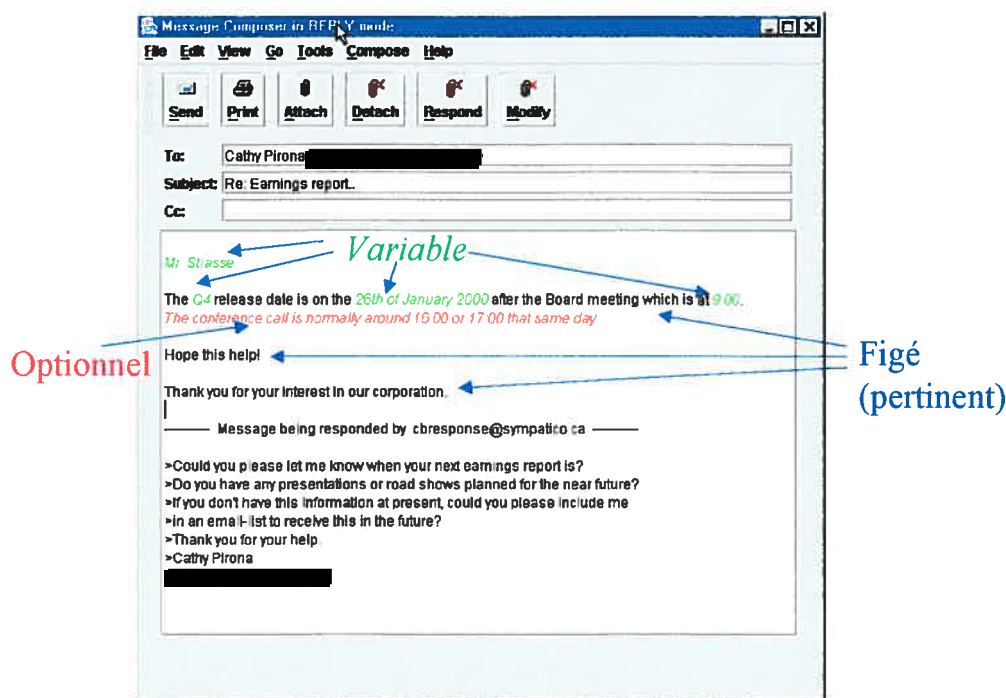 Message Composer in REPLY mode
File Edit View Go Tools Compose Help
Send Print Attach Detach Respond Modify
To: Cathy Pirona
Subject: Re: Earnings report..
Cc:
Variable
Mr. Strasse
The Q4 release date is on the 26th of January 2000 after the Board meeting which is at 9:00.
The conference call is normally around 16:00 or 17:00 that same day
Optionnel
Hope this help!
Figé
(pertinent)
Thank you for your interest in our corporation.
Message being responded by cbresponse@sympatico.ca
>Could you please let me know when your next earnings report is?
>Do you have any presentations or road shows planned for the near future?
>If you don't have this information at present, could you please include me
>in an email-list to receive this in the future?
>Thank you for your help
>Cathy Pirona